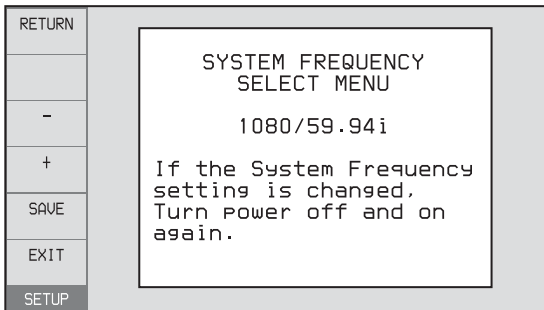 RETURN
-
+
SAVE
EXIT
SETUP
SYSTEM FREQUENCY
SELECT MENU
1080/59.94i
If the System Frequency
setting is changed,
Turn power off and on
again.